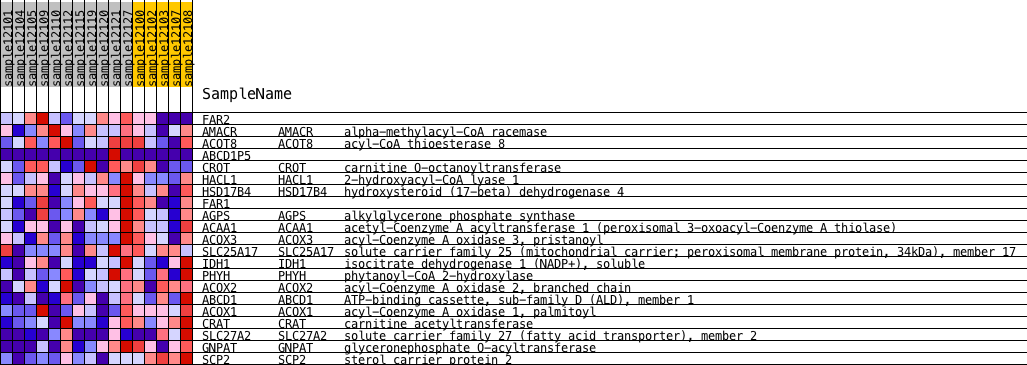 sample12101
sample12104
sample12105
sample12109
sample12110
sample12112
sample12115
sample12119
sample12120
sample12121
sample12127
sample12100
sample12102
sample12103
sample12107
sample12108
SampleName
FAR2
AMACR AMACR alpha-methylacyl-CoA racemase
ACOT8 ACOT8 acyl-CoA thioesterase 8
ABCD1P5
CROT CROT carnitine O-octanoyltransferase
HACL1 HACL1 2-hydroxyacyl-CoA lyase 1
HSD17B4 HSD17B4 hydroxysteroid (17-beta) dehydrogenase 4
FAR1
AGPS AGPS alkylglycerone phosphate synthase
ACAA1 ACAA1 acetyl-Coenzyme A acyltransferase 1 (peroxisomal 3-oxoacyl-Coenzyme A thiolase)
ACOX3 ACOX3 acyl-Coenzyme A oxidase 3, pristanoyl
SLC25A17 SLC25A17 solute carrier family 25 (mitochondrial carrier; peroxisomal membrane protein, 34kDa), member 17
IDH1 IDH1 isocitrate dehydrogenase 1 (NADP+), soluble
PHYH PHYH phytanoyl-CoA 2-hydroxylase
ACOX2 ACOX2 acyl-Coenzyme A oxidase 2, branched chain
ABCD1 ABCD1 ATP-binding cassette, sub-family D (ALD), member 1
ACOX1 ACOX1 acyl-Coenzyme A oxidase 1, palmitoyl
CRAT CRAT carnitine acetyltransferase
SLC27A2 SLC27A2 solute carrier family 27 (fatty acid transporter), member 2
GNPAT GNPAT glyceronephosphate O-acyltransferase
SCP2 SCP2 sterol carrier protein 2